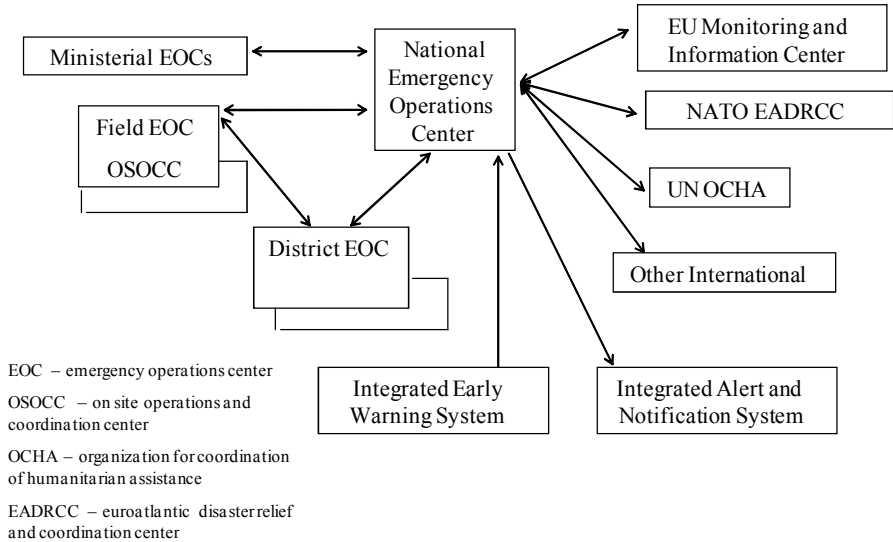 Ministerial EOCs
National
Emergency
Operations
Center
EU Monitoring and
Information Center
Field EOC
OSOCC
NATO EADRCC
UN OCHA
District EOC
Other International
Integrated Early
Warning System
Integrated Alert and
Notification System
EOC – emergency operations center
OSOCC – on site operations and
coordination center
OCHA – organization for coordination
of humanitarian assistance
EADRCC – euroatlantic disaster relief
and coordination center